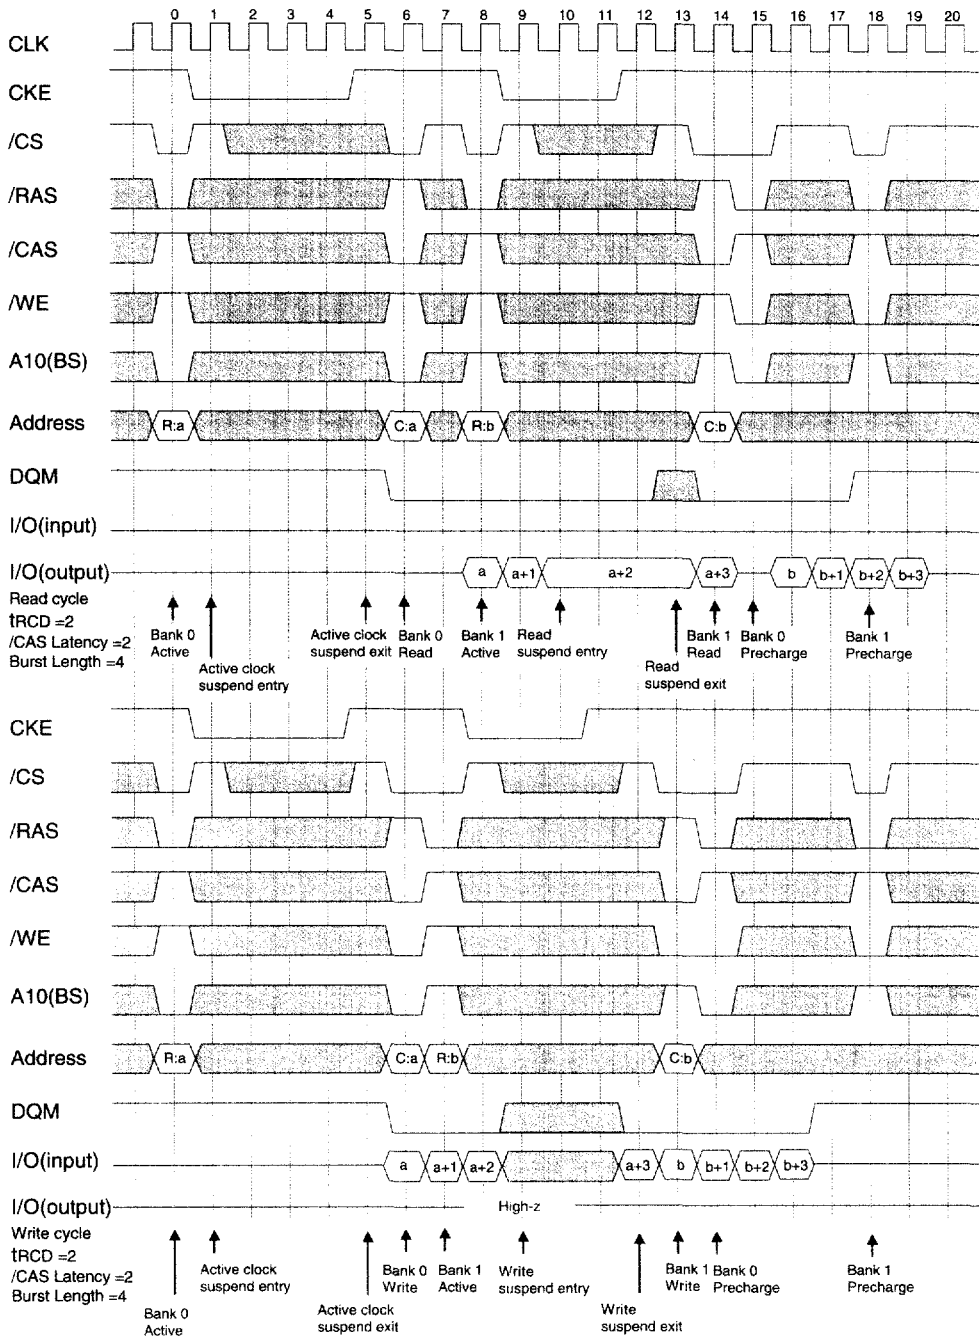 0 1 2 3 4 5 6 7 8 9 10 11 12 13 14 15 16 17 18 19 20
CLK
CKE
/CS
/RAS
/CAS
/WE
A10(BS)
Address R:a C:a R:b C:b
DQM
I/O(input)
I/O(output) a a+1 a+2 a+3 b b+1 b+2 b+3
Read cycle
tRCD =2
/CAS Latency =2
Burst Length =4
Bank 0
Active
Active clock
suspend entry
Active clock
suspend exit
Bank 0
Read
Bank 1
Active
Read
suspend entry
Read
suspend exit
Bank 1
Read
Bank 0
Precharge
Bank 1
Precharge
CKE
/CS
/RAS
/CAS
/WE
A10(BS)
Address R:a C:a R:b C:b
DQM
I/O(input) a a+1 a+2 a+3 b b+1 b+2 b+3
I/O(output) High-z
Write cycle
tRCD =2
/CAS Latency =2
Burst Length =4
Bank 0
Active
Active clock
suspend entry
Active clock
suspend exit
Bank 0
Write
Bank 1
Active
Write
suspend entry
Write
suspend exit
Bank 1
Write
Bank 0
Precharge
Bank 1
Precharge